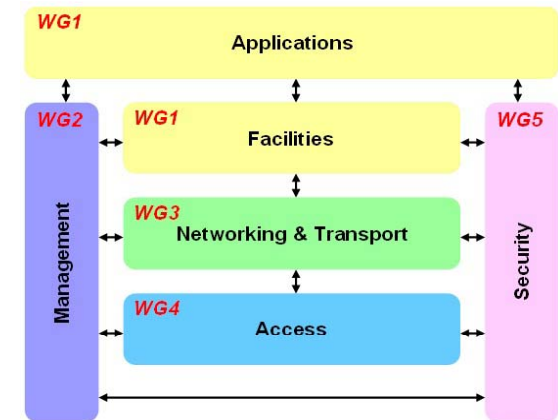 WG1
Applications
WG2
WG1
WG5
Facilities
WG3
Networking & Transport
Management
Security
WG4
Access